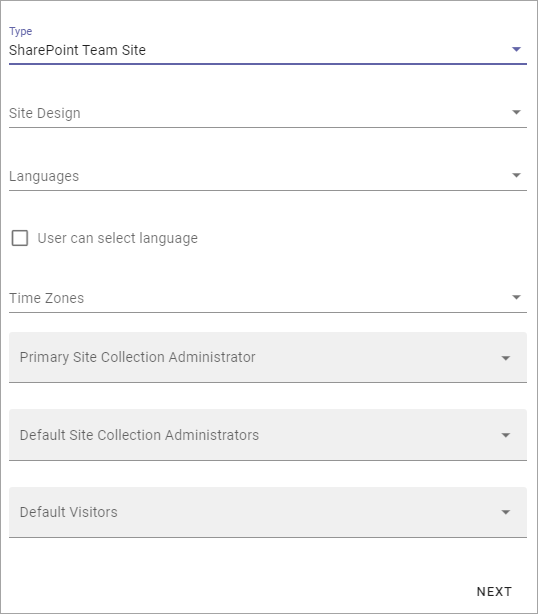 Type
SharePoint Team Site
Site Design
Languages
User can select language
Time Zones
Primary Site Collection Administrator
Default Site Collection Administrators
Default Visitors
NEXT